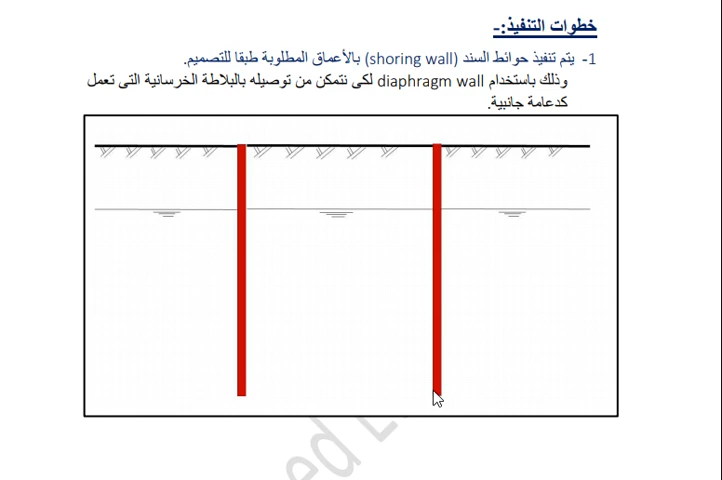 خطوات التنفيذ:-
1- يتم تنفيذ حوائط السند (shoring wall) بالأعماق المطلوبة طبقا للتصميم.
وذلك باستخدام diaphragm wall لكى نتمكن من توصيله بالبلاطة الخرسانية التى تعمل
كدعامة جانبية.